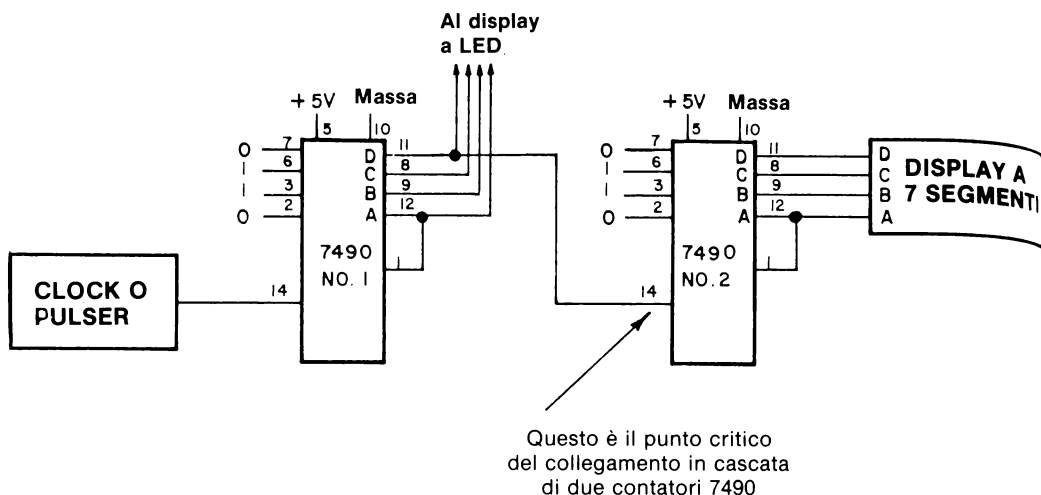 Al display
a LED
+5V Massa
5 10
0 7
1 6
1 3
0 2
D 11
C 8
B 9
A 12
7490
NO. 1
1
14
CLOCK O
PULSER
+5V Massa
5 10
0 7
1 6
1 3
0 2
D 11
C 8
B 9
A 12
7490
NO. 2
1
14
D
C
B
A
DISPLAY A
7 SEGMENTI
Questo è il punto critico
del collegamento in cascata
di due contatori 7490